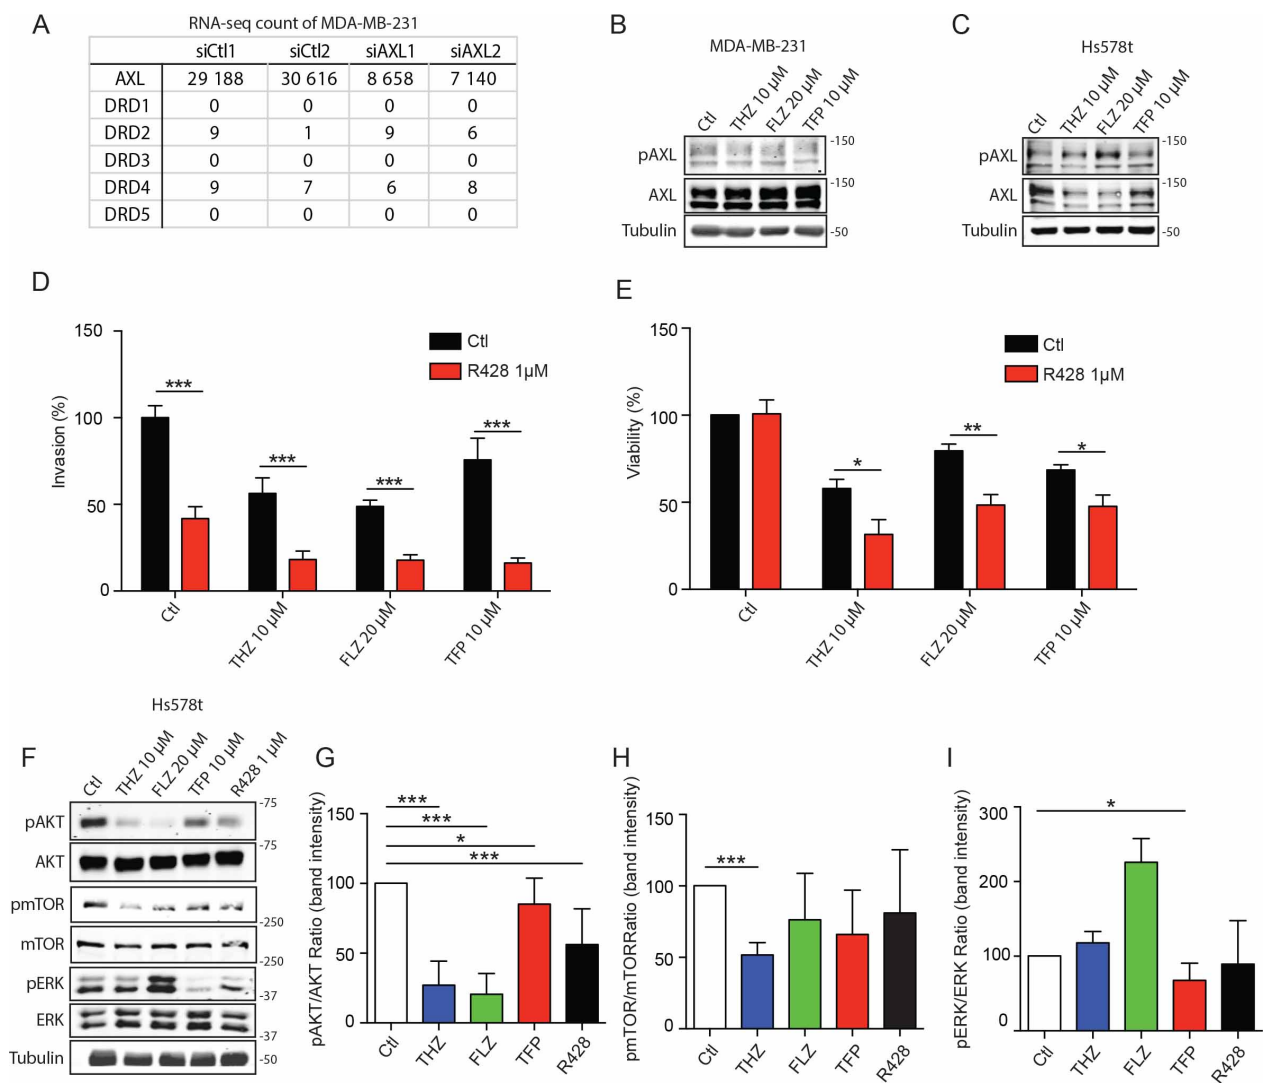 A
RNA-seq count of MDA-MB-231
siCtl1 siCtl2 siAXL1 siAXL2
AXL 29 188 30 616 8 658 7 140
DRD1 0 0 0 0
DRD2 9 1 9 6
DRD3 0 0 0 0
DRD4 9 7 6 8
DRD5 0 0 0 0
B
MDA-MB-231
Ctl THZ 10 µM FLZ 20 µM TFP 10 µM
pAXL -150
AXL -150
Tubulin -50
C
Hs578t
Ctl THZ 10 µM FLZ 20 µM TFP 10 µM
pAXL -150
AXL -150
Tubulin -50
D
Invasion (%)
150
100
50
0
Ctl
R428 1µM
*** *** *** ***
Ctl THZ 10 µM FLZ 20 µM TFP 10 µM
E
Viability (%)
150
100
50
0
Ctl
R428 1µM
* ** *
Ctl THZ 10 µM FLZ 20 µM TFP 10 µM
F
Hs578t
Ctl THZ 10 µM FLZ 20 µM TFP 10 µM R428 1 µM
pAKT -75
AKT -75
pmTOR -250
mTOR -250
pERK -37
ERK -37
Tubulin -50
G
pAKT/AKT Ratio (band intensity)
150
100
50
0
***
***
*
***
Ctl THZ FLZ TFP R428
H
pmTOR/mTORRatio (band intensity)
150
100
50
0
***
Ctl THZ FLZ TFP R428
I
pERK/ERK Ratio (band intensity)
300
200
100
0
*
Ctl THZ FLZ TFP R428